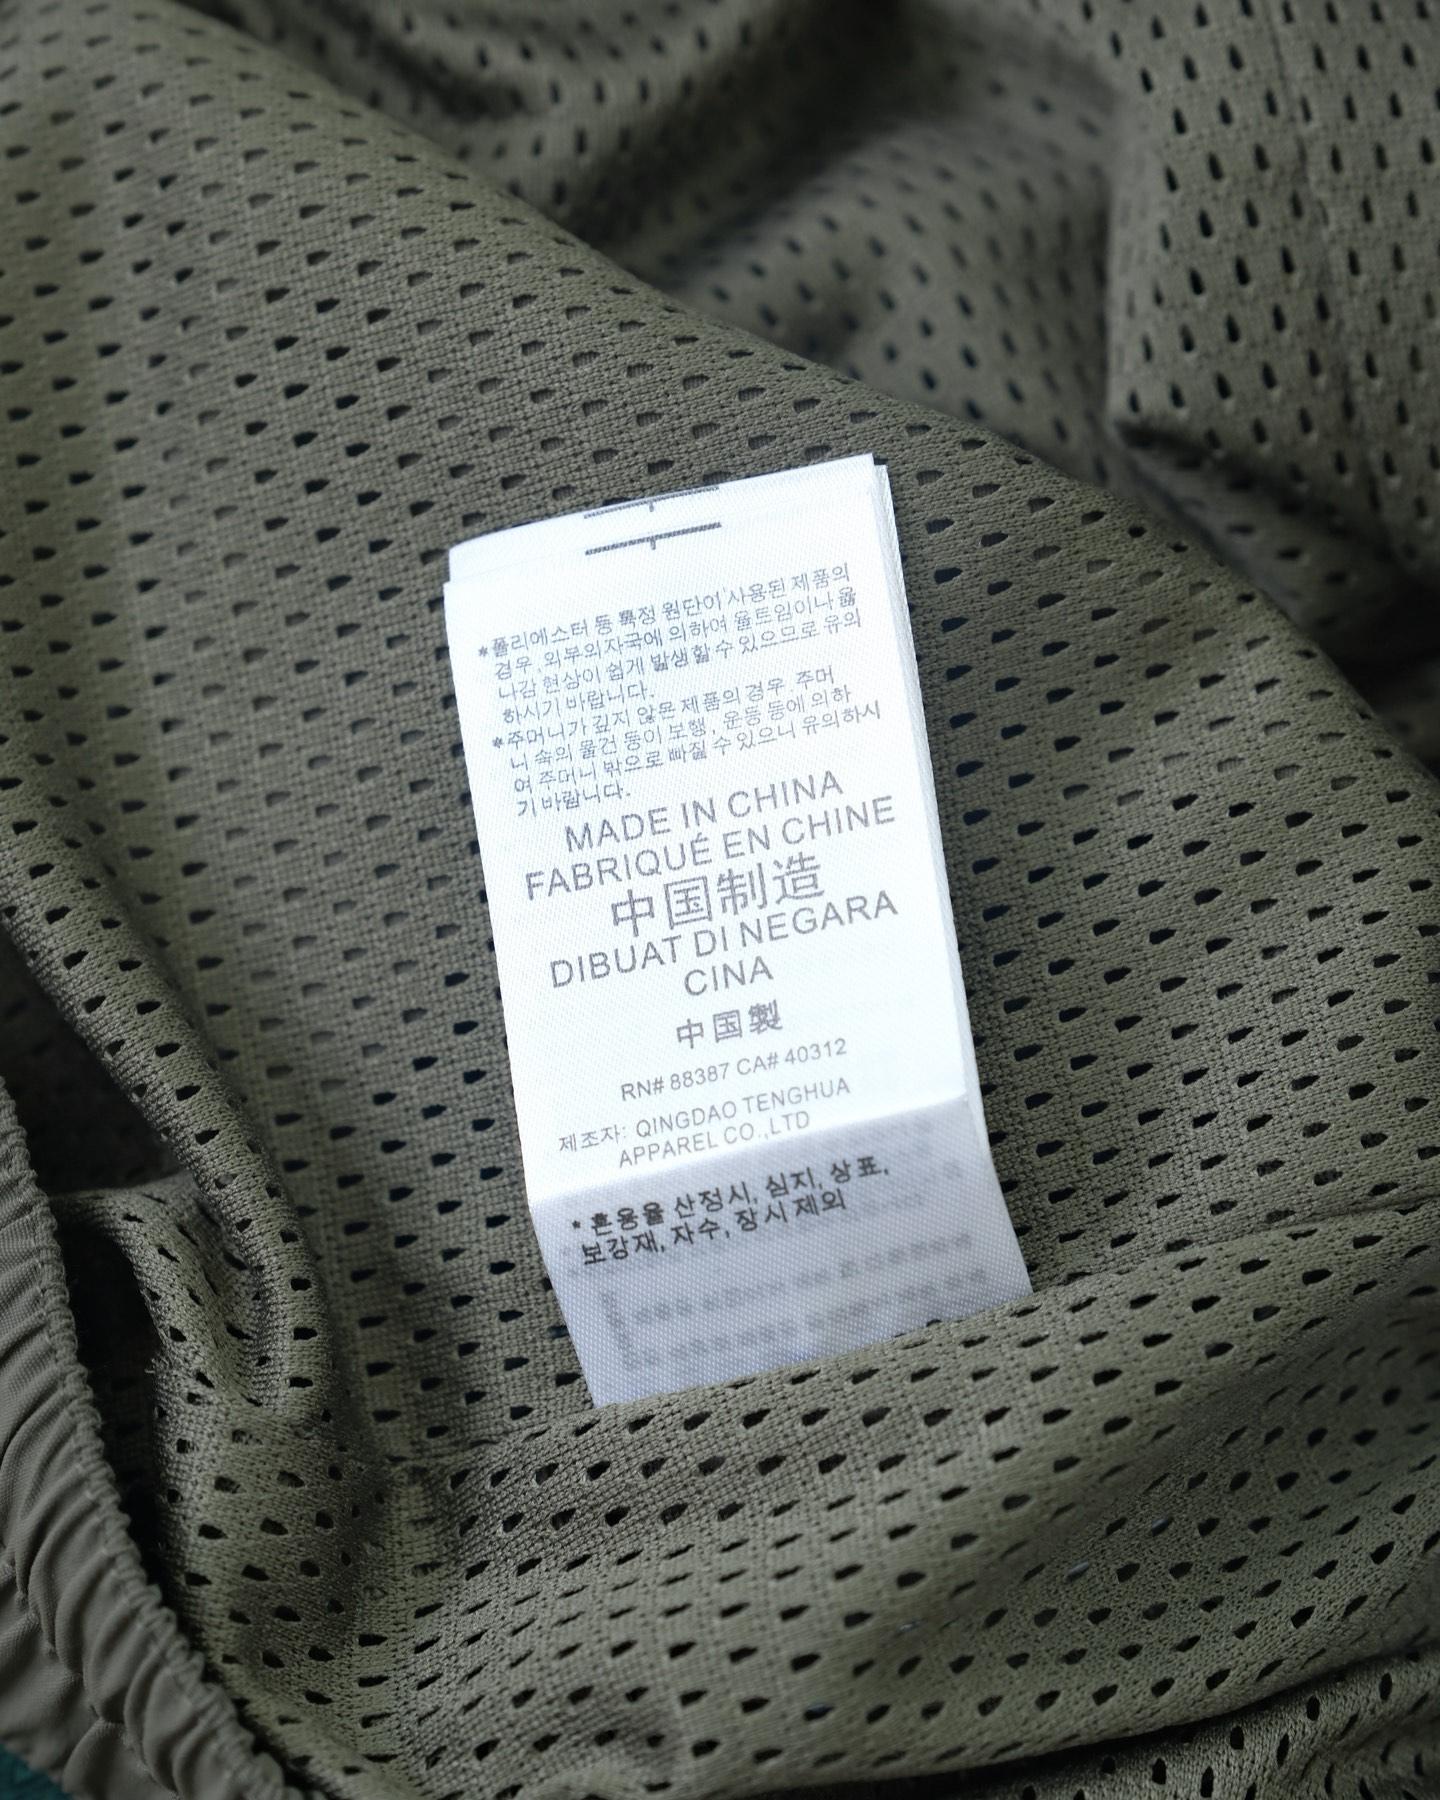 *폴리에스터 등 특정 원단이 사용된 제품의
경우, 외부의 자극에 의하여 올트임이나 올
나감 현상이 쉽게 발생할 수 있으므로 유의
하시기 바랍니다.
*주머니가 깊지 않은 제품의 경우, 주머
니 속의 물건 등이 보행, 운동 등에 의하
여 주머니 밖으로 빠질 수 있으니 유의하시
기 바랍니다.
MADE IN CHINA
FABRIQUÉ EN CHINE
中国制造
DIBUAT DI NEGARA
CINA
中国製
RN# 88387 CA# 40312
제조자: QINGDAO TENGHUA
APPAREL CO.,LTD
* 혼용율 산정시, 심지, 상표,
보강재, 자수, 장식 제외